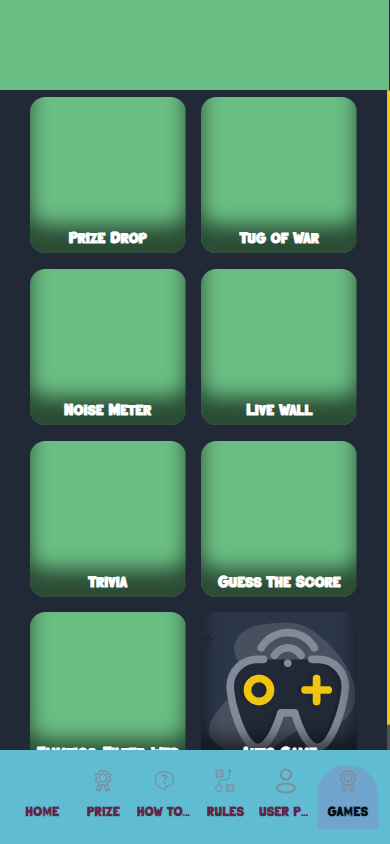 Prize Drop
Tug of War
Noise Meter
Live Wall
Trivia
Guess The Score
HOME
PRIZE
HOW TO...
RULES
USER P...
GAMES